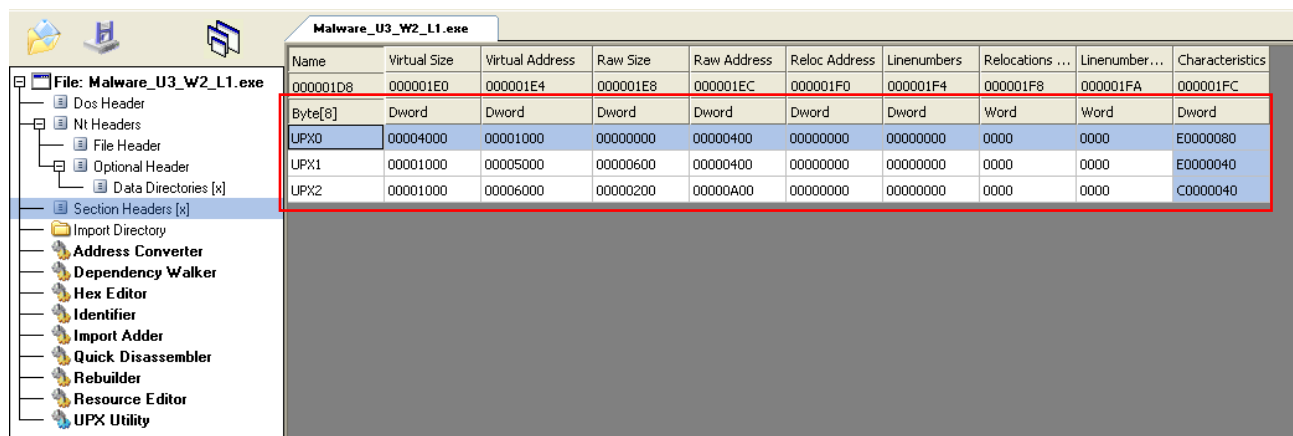 Malware_U3_W2_L1.exe
File: Malware_U3_W2_L1.exe
Dos Header
Nt Headers
File Header
Optional Header
Data Directories [x]
Section Headers [x]
Import Directory
Address Converter
Dependency Walker
Hex Editor
Identifier
Import Adder
Quick Disassembler
Rebuilder
Resource Editor
UPX Utility
Name Virtual Size Virtual Address Raw Size Raw Address Reloc Address Linenumbers Relocations ... Linenumber... Characteristics
000001D8 000001E0 000001E4 000001E8 000001EC 000001F0 000001F4 000001F8 000001FA 000001FC
Byte[8] Dword Dword Dword Dword Dword Dword Word Word Dword
UPX0 00004000 00001000 00000000 00000400 00000000 00000000 0000 0000 E0000080
UPX1 00001000 00005000 00000600 00000400 00000000 00000000 0000 0000 E0000040
UPX2 00001000 00006000 00000200 00000A00 00000000 00000000 0000 0000 C0000040